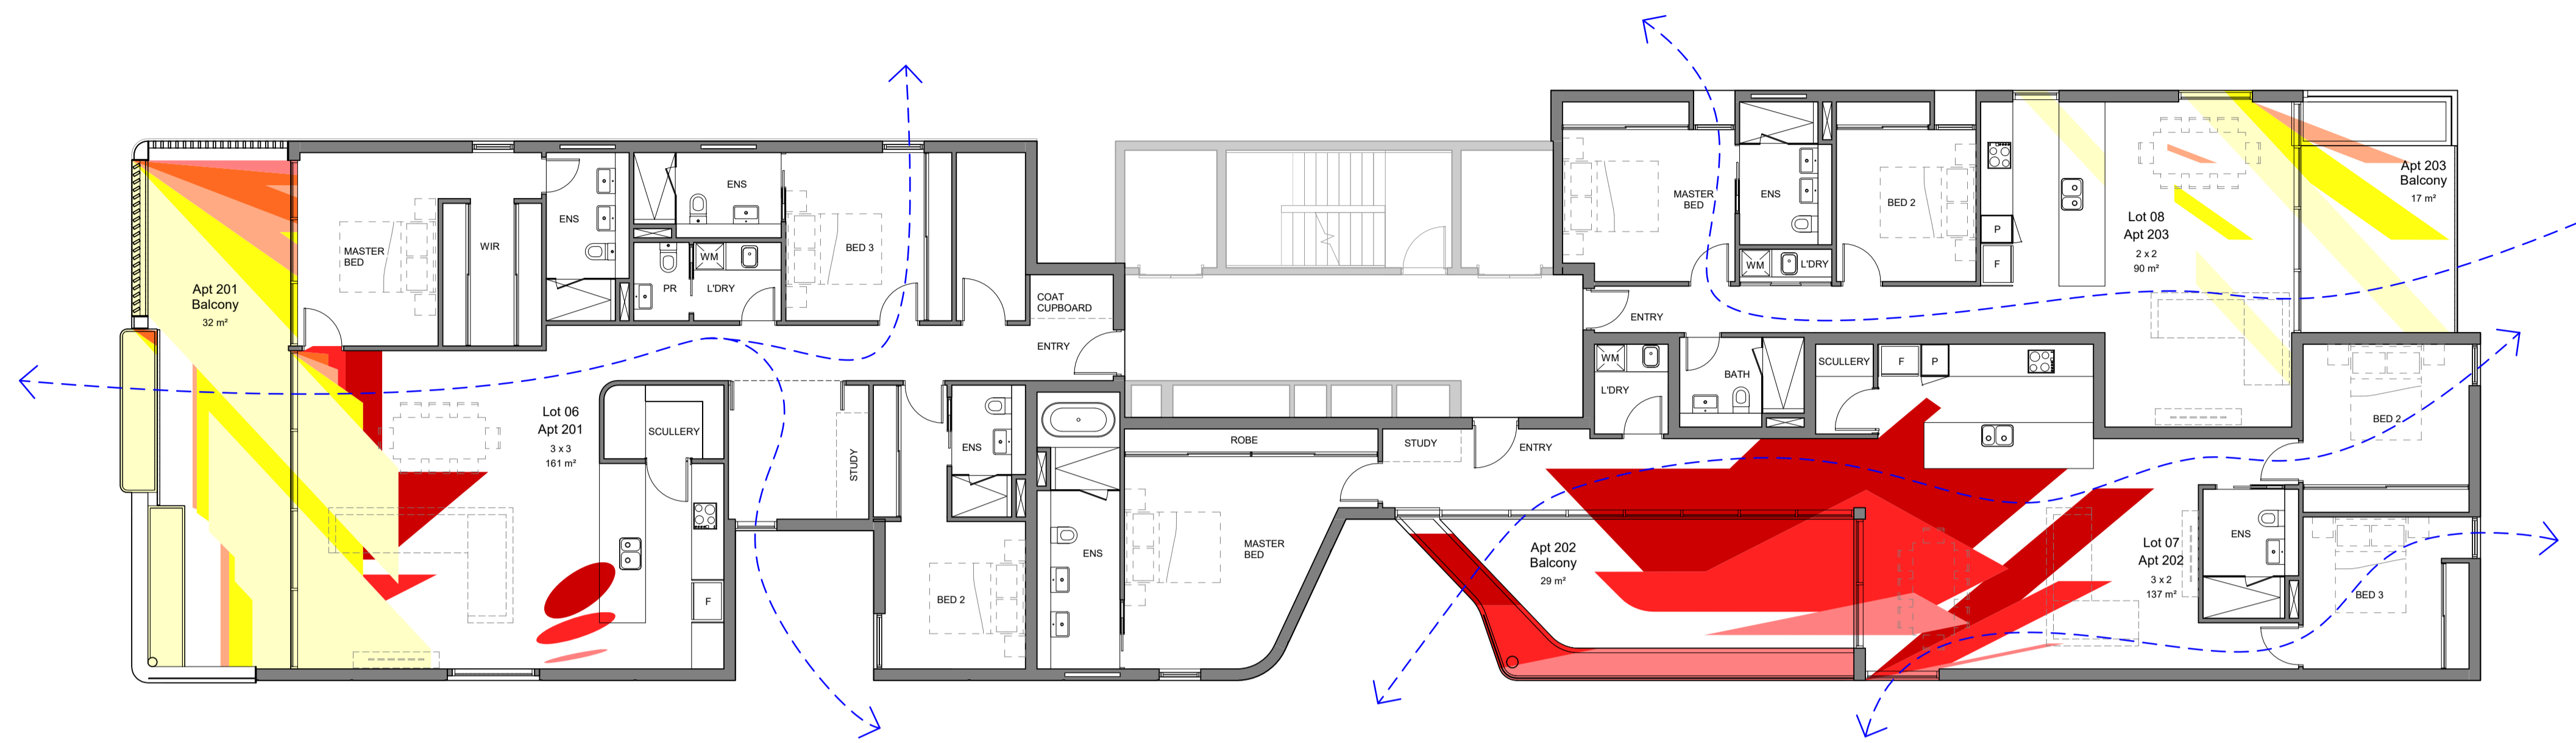 Apt 201
Balcony
32 m²
MASTER
BED
WIR
ENS
ENS
PR
WM
L'DRY
BED 3
COAT
CUPBOARD
ENTRY
Lot 06
Apt 201
3 x 3
161 m²
SCULLERY
F
STUDY
ENS
BED 2
ENS
ROBE
MASTER
BED
STUDY
ENTRY
Apt 202
Balcony
29 m²
MASTER
BED
ENS
WM
L'DRY
BED 2
P
F
Lot 08
Apt 203
2 x 2
90 m²
Apt 203
Balcony
17 m²
ENTRY
WM
L'DRY
BATH
SCULLERY
F
P
BED 2
Lot 07
Apt 202
3 x 2
137 m²
ENS
BED 3